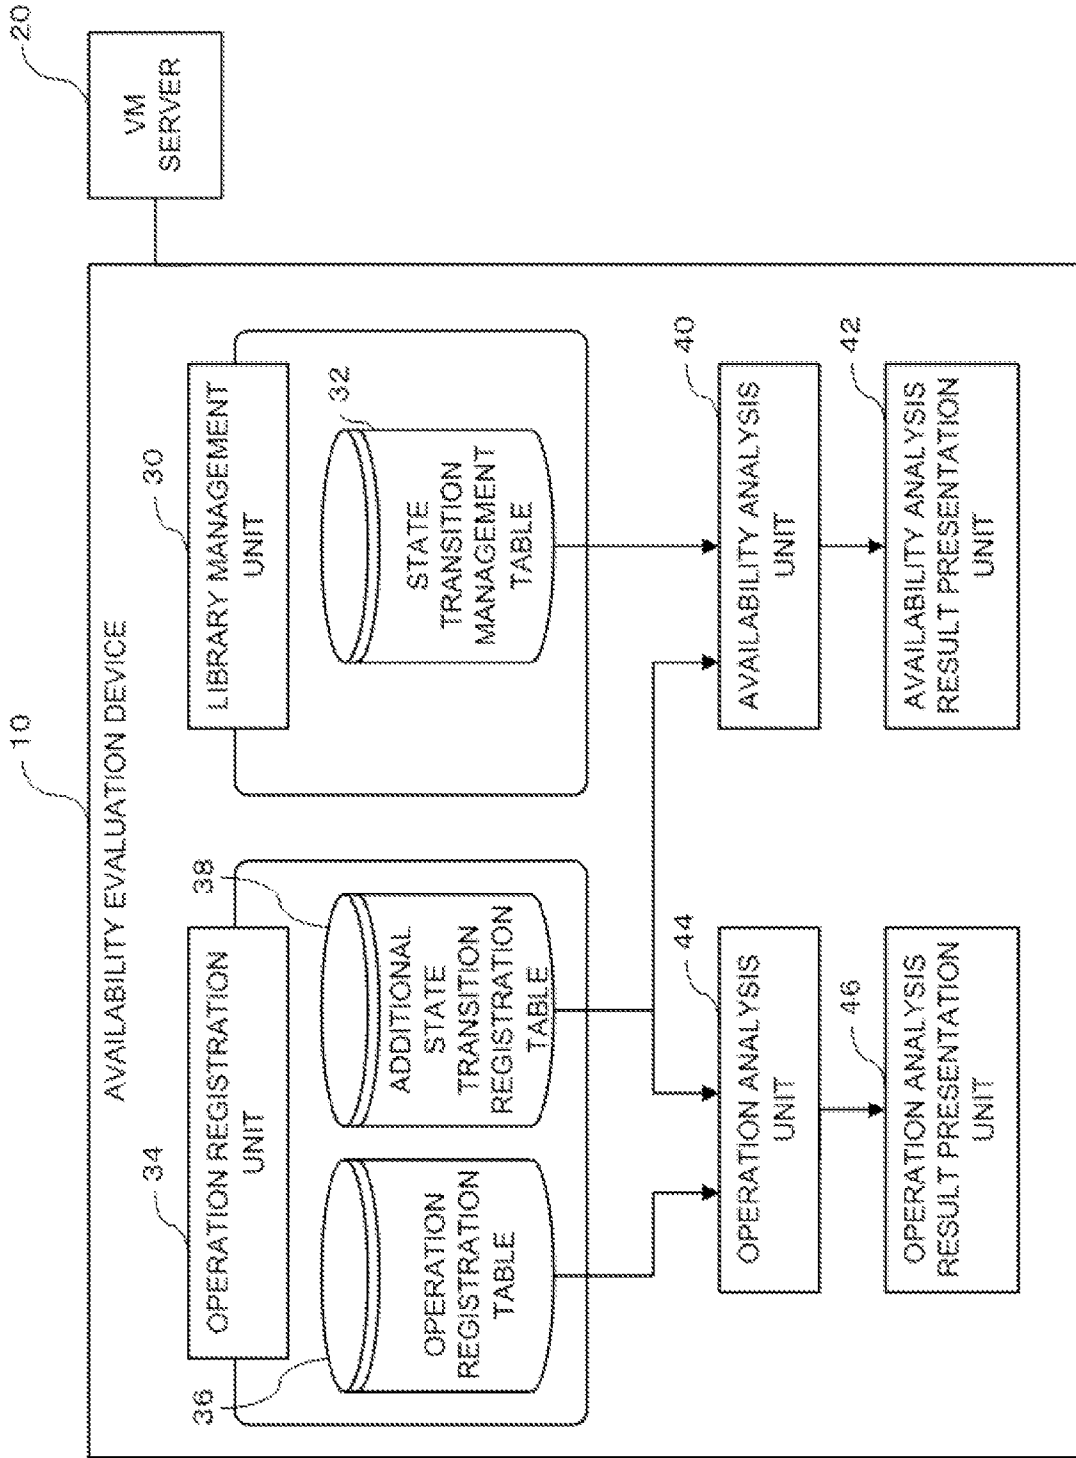 10
AVAILABILITY EVALUATION DEVICE
20
VM
SERVER
34
OPERATION REGISTRATION
UNIT
30
LIBRARY MANAGEMENT
UNIT
36
OPERATION
REGISTRATION
TABLE
38
ADDITIONAL
STATE
TRANSITION
REGISTRATION
TABLE
32
STATE
TRANSITION
MANAGEMENT
TABLE
44
OPERATION ANALYSIS
UNIT
40
AVAILABILITY ANALYSIS
UNIT
46
OPERATION ANALYSIS
RESULT PRESENTATION
UNIT
42
AVAILABILITY ANALYSIS
RESULT PRESENTATION
UNIT